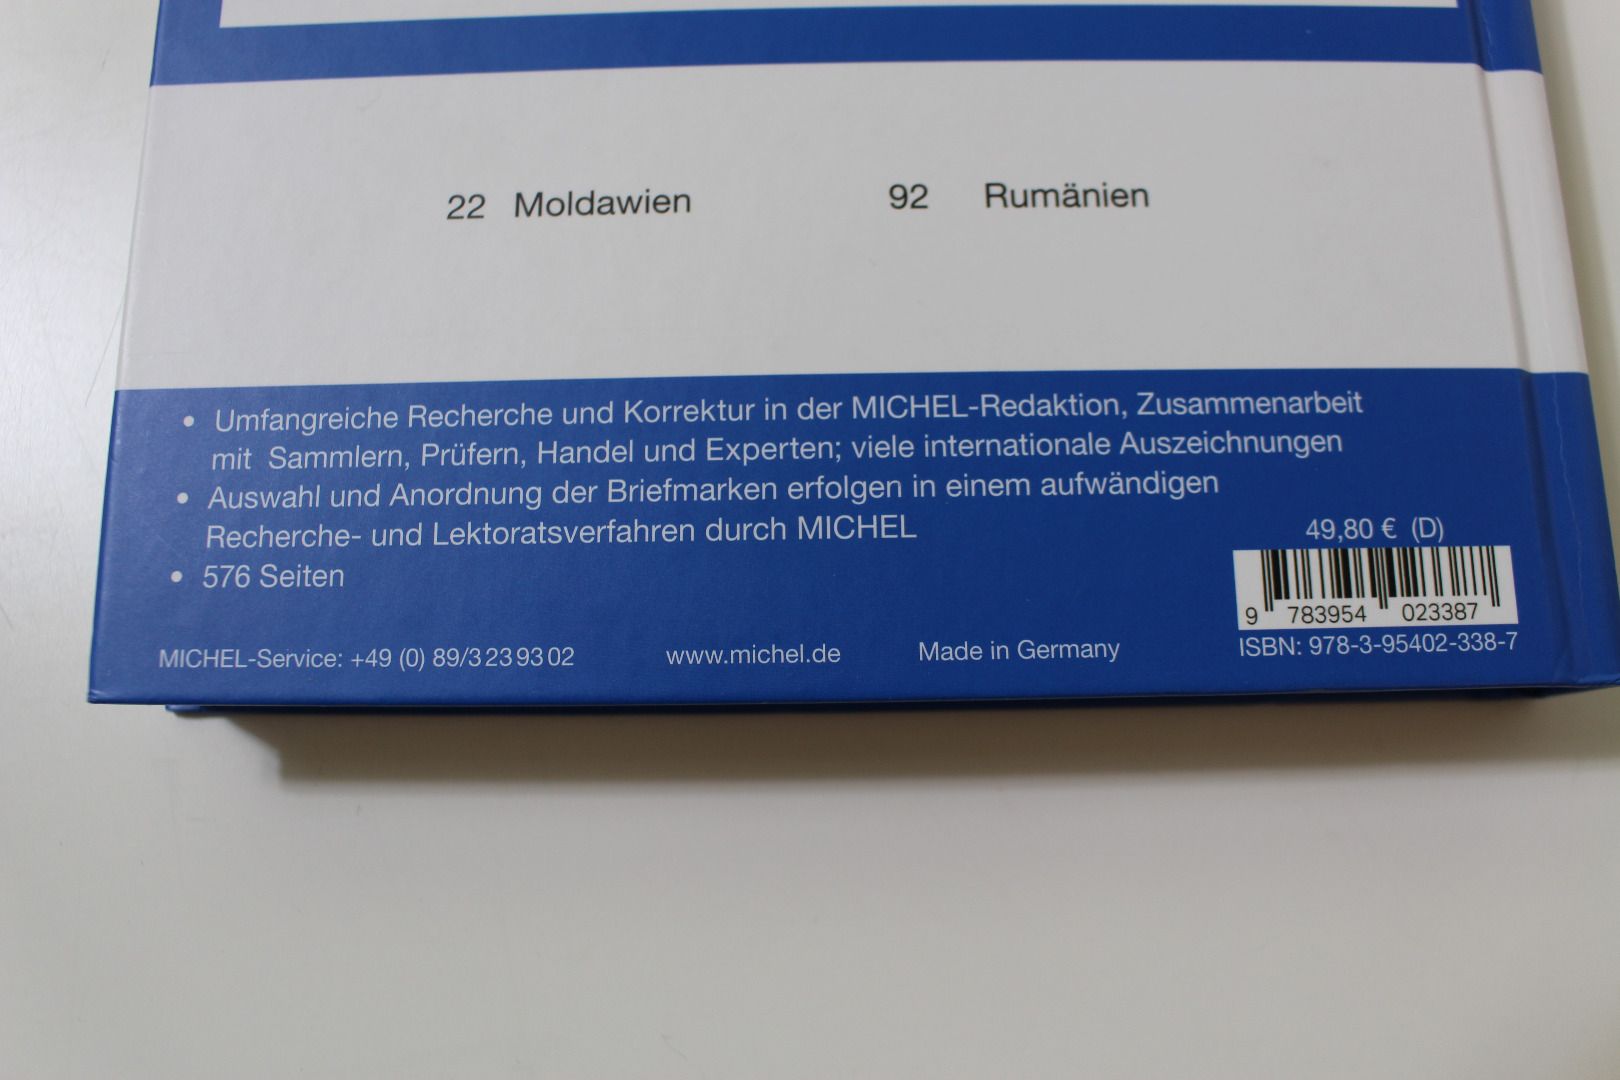 22 Moldawien 92 Rumänien
• Umfangreiche Recherche und Korrektur in der MICHEL-Redaktion, Zusammenarbeit
mit Sammlern, Prüfern, Handel und Experten; viele internationale Auszeichnungen
• Auswahl und Anordnung der Briefmarken erfolgen in einem aufwändigen
Recherche- und Lektoratsverfahren durch MICHEL
• 576 Seiten
49,80 € (D)
9 783954 023387
ISBN: 978-3-95402-338-7
MICHEL-Service: +49 (0) 89/3 23 93 02 www.michel.de Made in Germany